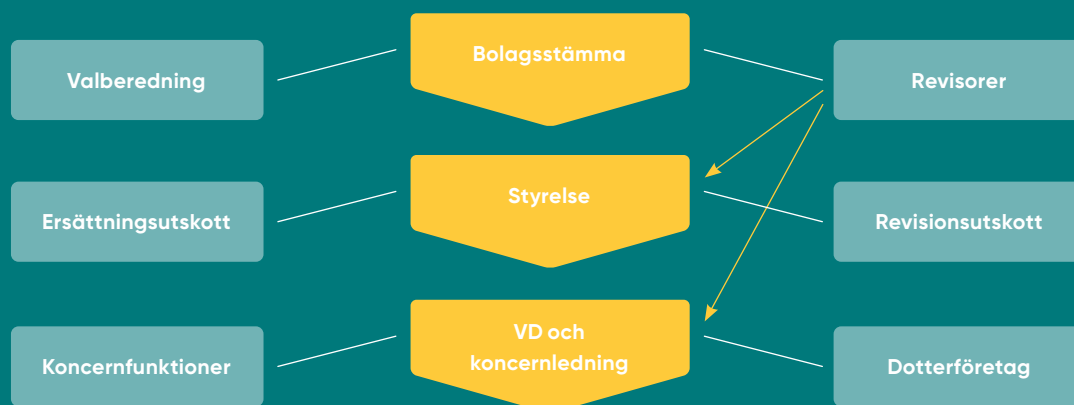 Valberedning
Bolagsstämma
Revisorer
Ersättningsutskott
Styrelse
Revisionsutskott
Koncernfunktioner
VD och
koncernledning
Dotterföretag